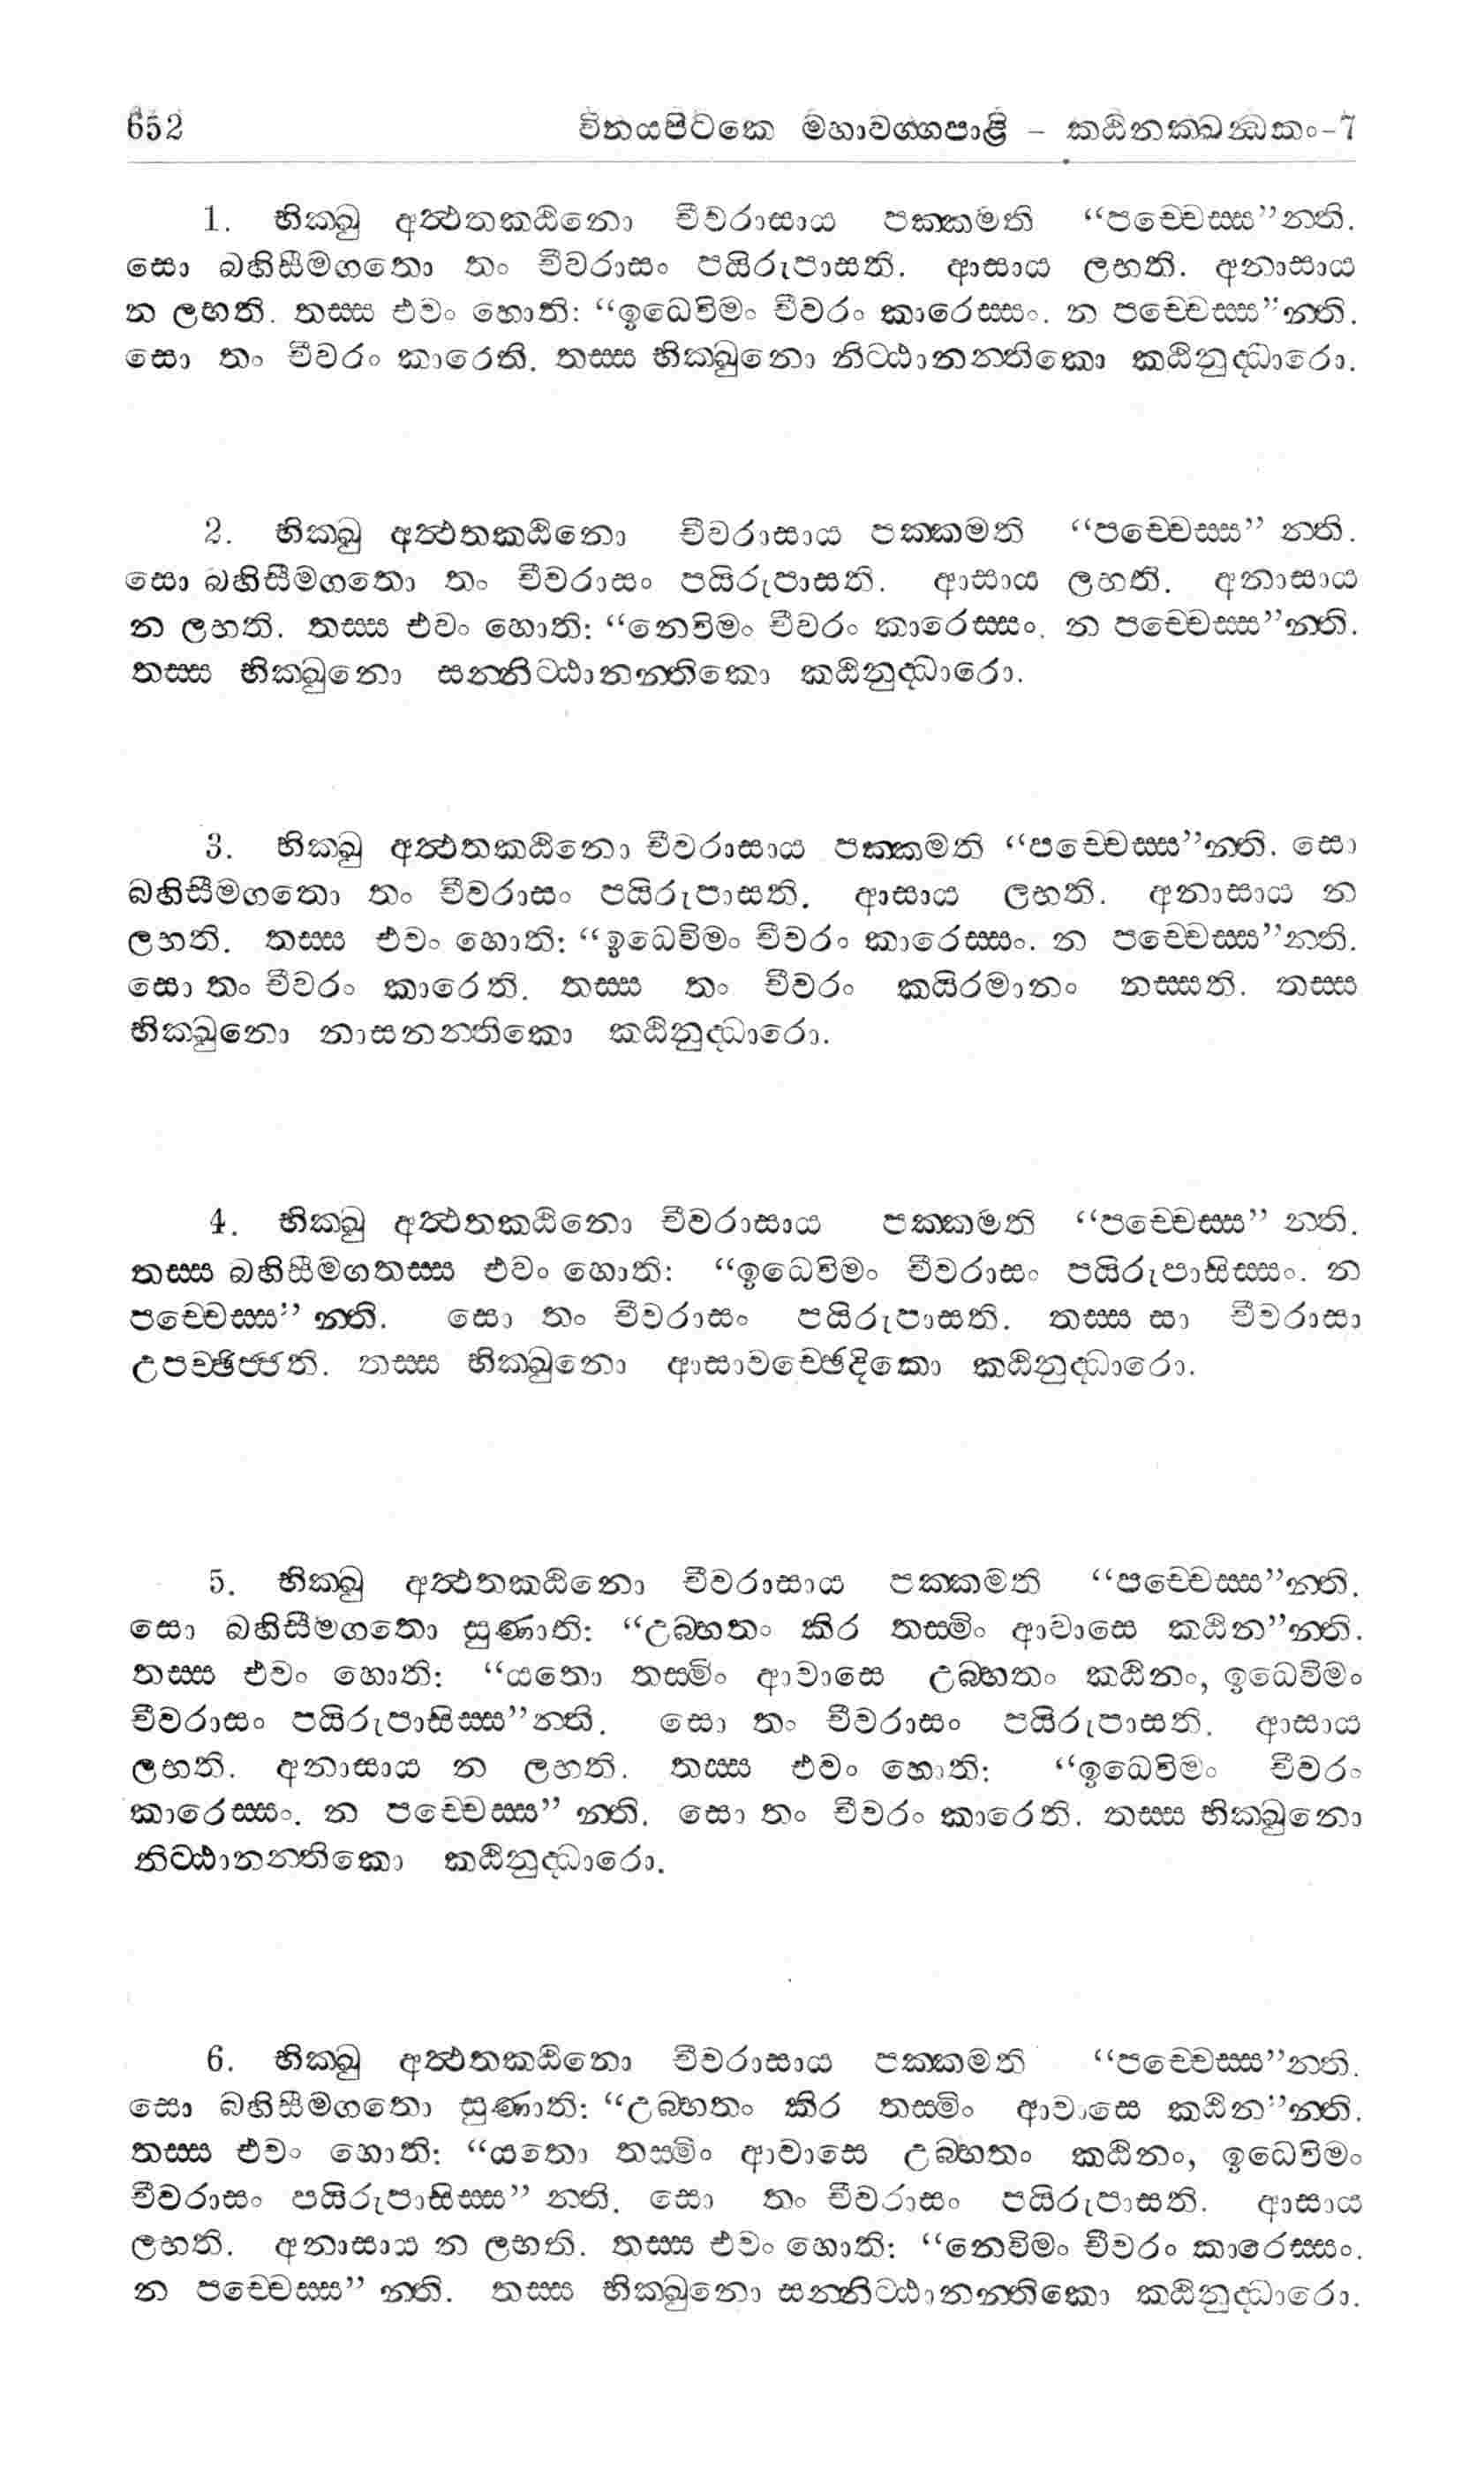 652 විනයපිටකෙ මහාවග්ගපාළි – කඨිනක්ඛන්ධකං-7
1. භික්ඛු අත්ථතකඨිනො චීවරාසාය පක්කමති “පච්චෙස්ස”න්ති.
සො බහිසීමගතො තං චීවරාසං පයිරුපාසති. ආසාය ලභති. අනාසාය
න ලභති. තස්ස එවං හොති: “ඉධෙවිමං චීවරං කාරෙස්සං. න පච්චෙස්ස”න්ති.
සො තං චීවරං කාරෙති. තස්ස භික්ඛුනො නිට්ඨානන්තිකො කඨිනුද්ධාරො.
2. භික්ඛු අත්ථතකඨිනො චීවරාසාය පක්කමති “පච්චෙස්ස” න්ති.
සො බහිසීමගතො තං චීවරාසං පයිරුපාසති. ආසාය ලභති. අනාසාය
න ලභති. තස්ස එවං හොති: “නෙවිමං චීවරං කාරෙස්සං. න පච්චෙස්ස”න්ති.
තස්ස භික්ඛුනො සන්නිට්ඨානන්තිකො කඨිනුද්ධාරො.
3. භික්ඛු අත්ථතකඨිනො චීවරාසාය පක්කමති “පච්චෙස්ස”න්ති. සො
බහිසීමගතො තං චීවරාසං පයිරුපාසති. ආසාය ලභති. අනාසාය න
ලභති. තස්ස එවං හොති: “ඉධෙවිමං චීවරං කාරෙස්සං. න පච්චෙස්ස”න්ති.
සො තං චීවරං කාරෙති. තස්ස තං චීවරං කයිරමානං නස්සති. තස්ස
භික්ඛුනො නාසනන්තිකො කඨිනුද්ධාරො.
4. භික්ඛු අත්ථතකඨිනො චීවරාසාය පක්කමති “පච්චෙස්ස” න්ති.
තස්ස බහිසීමගතස්ස එවං හොති: “ඉධෙවිමං චීවරාසං පයිරුපාසිස්සං. න
පච්චෙස්ස” න්ති. සො තං චීවරාසං පයිරුපාසති. තස්ස සා චීවරාසා
උපච්ඡිජ්ජති. තස්ස භික්ඛුනො ආසාවච්ඡෙදිකො කඨිනුද්ධාරො.
5. භික්ඛු අත්ථතකඨිනො චීවරාසාය පක්කමති “පච්චෙස්ස”න්ති.
සො බහිසීමගතො සුණාති: “උබ්භතං කිර තස්මිං ආවාසෙ කඨින”න්ති.
තස්ස එවං හොති: “යතො තස්මිං ආවාසෙ උබ්භතං කඨිනං, ඉධෙවිමං
චීවරාසං පයිරුපාසිස්ස”න්ති. සො තං චීවරාසං පයිරුපාසති. ආසාය
ලභති. අනාසාය න ලභති. තස්ස එවං හොති: “ඉධෙවිමං චීවරං
කාරෙස්සං. න පච්චෙස්ස” න්ති. සො තං චීවරං කාරෙති. තස්ස භික්ඛුනො
නිට්ඨානන්තිකො කඨිනුද්ධාරො.
6. භික්ඛු අත්ථතකඨිනො චීවරාසාය පක්කමති “පච්චෙස්ස”න්ති.
සො බහිසීමගතො සුණාති: “උබ්භතං කිර තස්මිං ආවාසෙ කඨින”න්ති.
තස්ස එවං හොති: “යතො තස්මිං ආවාසෙ උබ්භතං කඨිනං, ඉධෙවිමං
චීවරාසං පයිරුපාසිස්ස” න්ති. සො තං චීවරාසං පයිරුපාසති. ආසාය
ලභති. අනාසාය න ලභති. තස්ස එවං හොති: “නෙවිමං චීවරං කාරෙස්සං.
න පච්චෙස්ස” න්ති. තස්ස භික්ඛුනො සන්නිට්ඨානන්තිකො කඨිනුද්ධාරො.